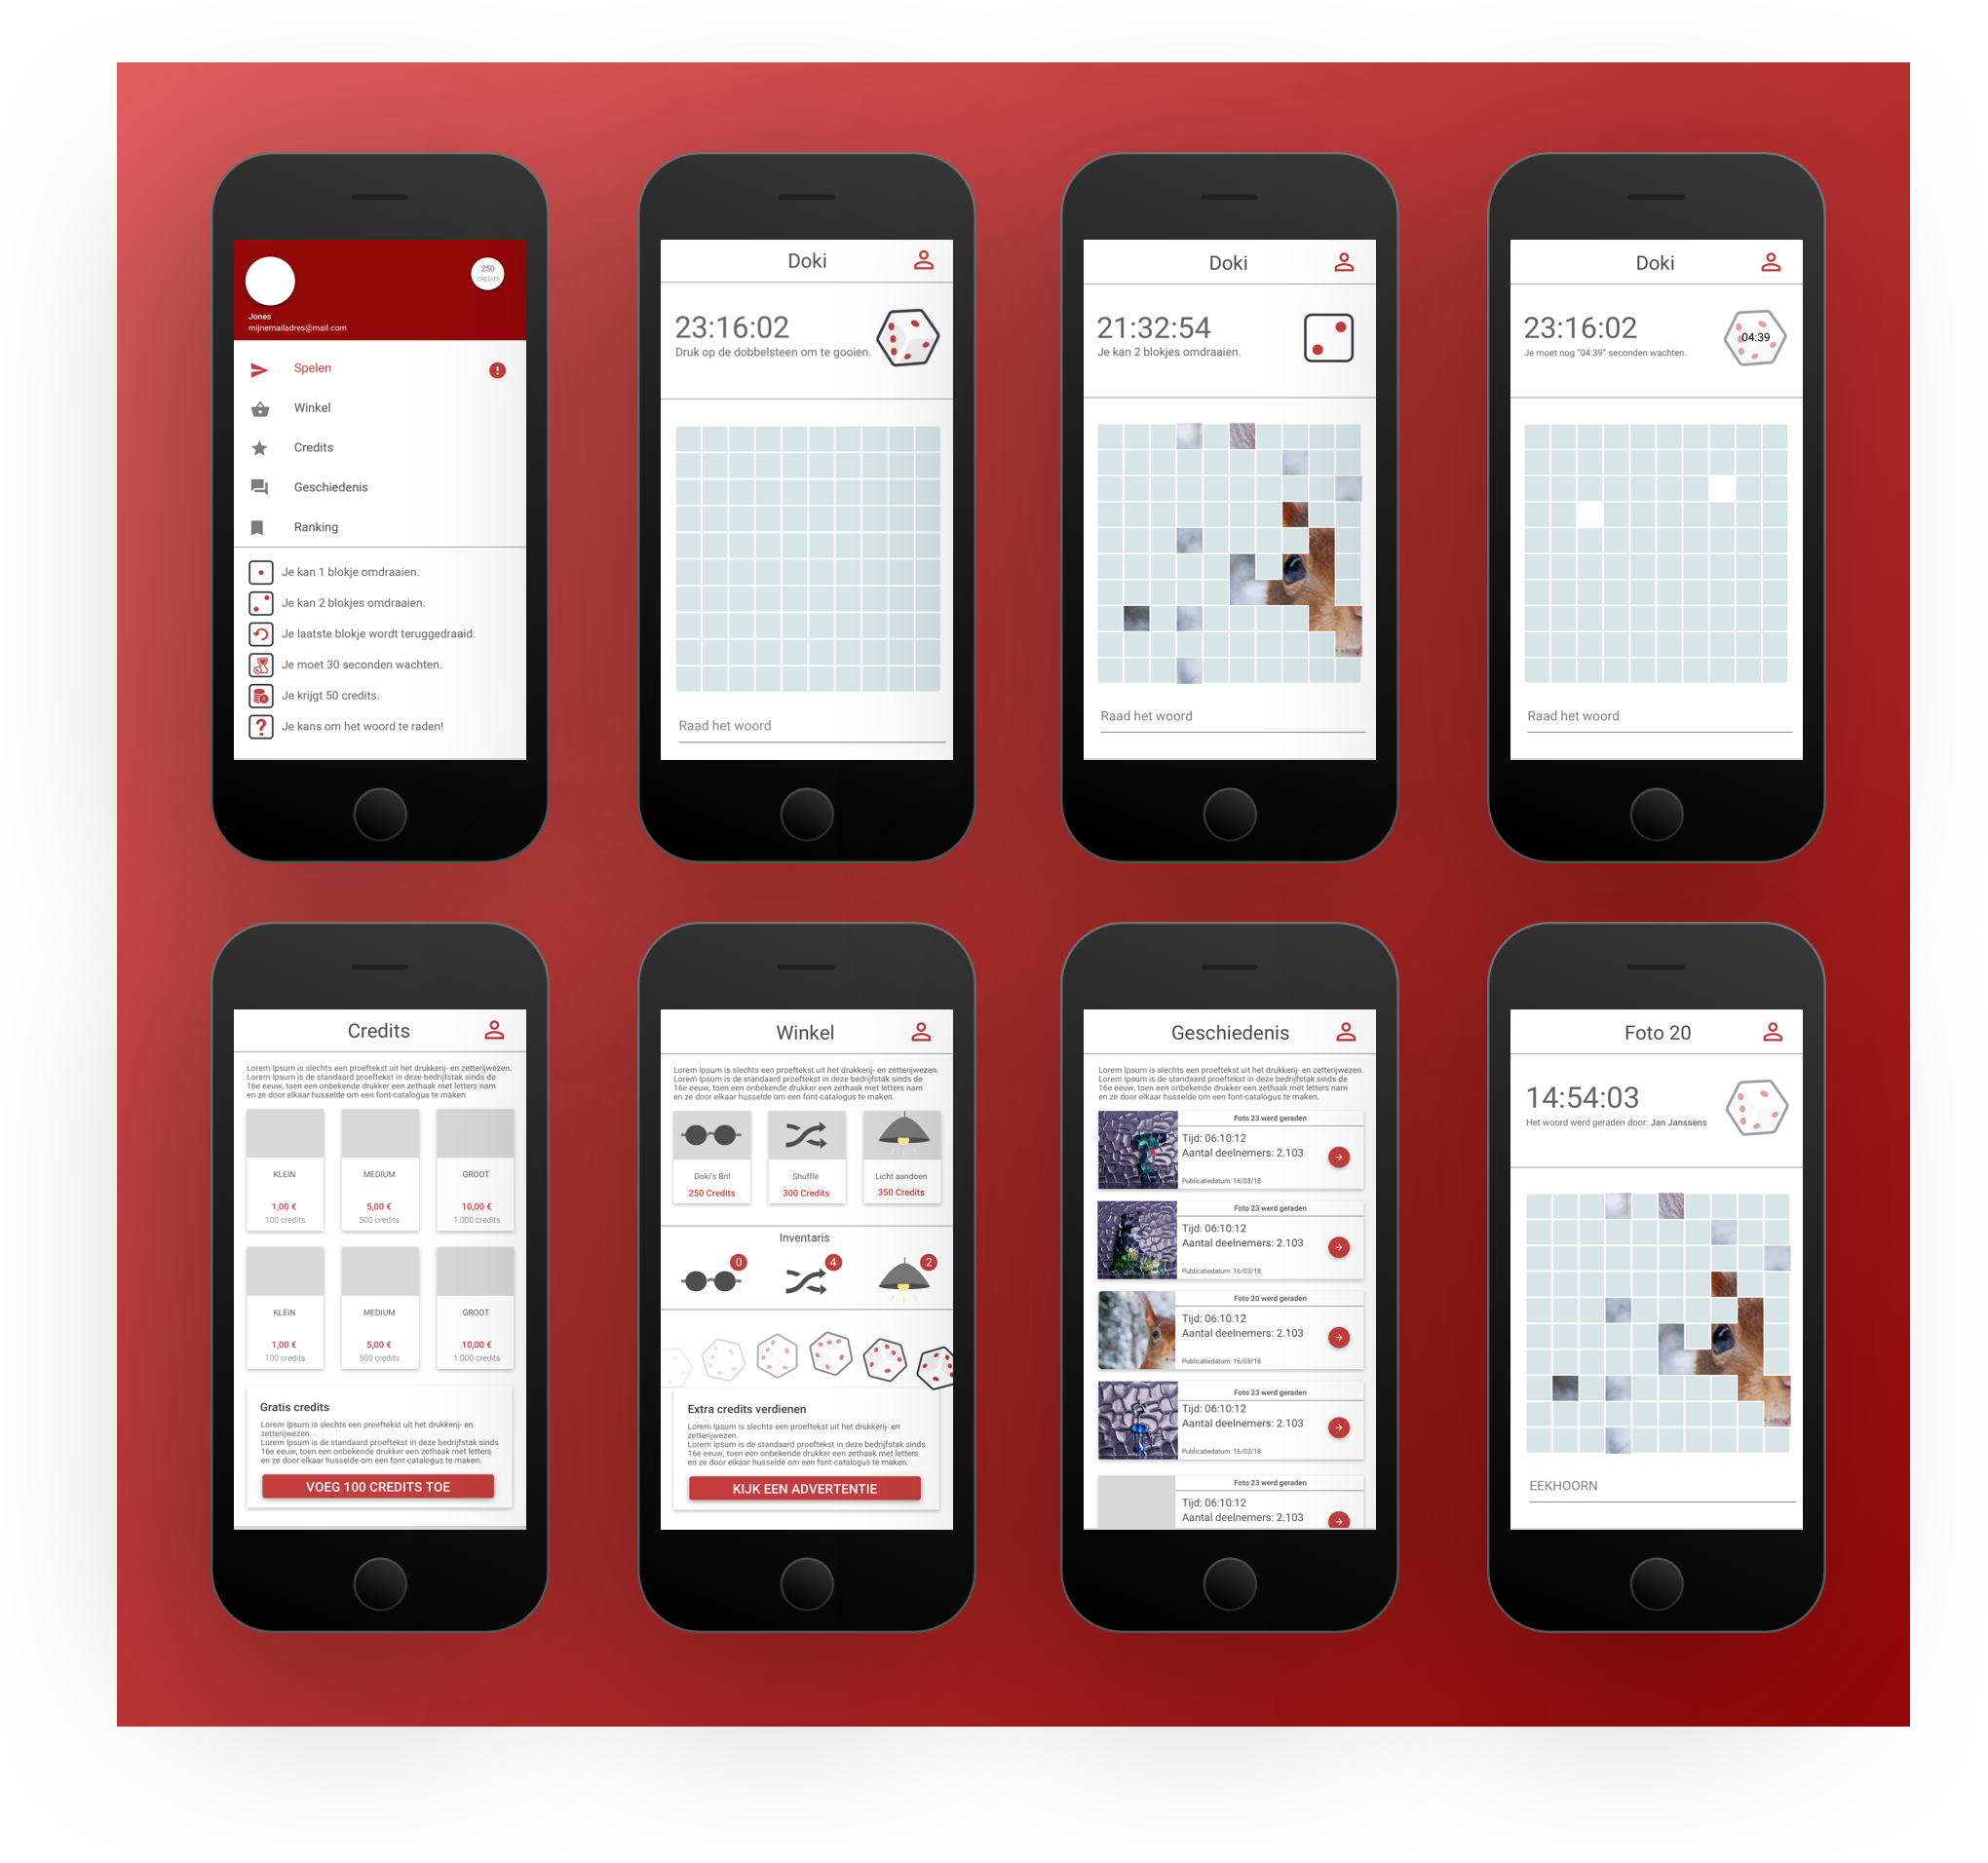 250
CREDITS
Jones
mijnemailadres@mail.com
Spelen
!
Winkel
Credits
Geschiedenis
Ranking
Je kan 1 blokje omdraaien.
Je kan 2 blokjes omdraaien.
Je laatste blokje wordt teruggedraaid.
Je moet 30 seconden wachten.
Je krijgt 50 credits.
?
Je kans om het woord te raden!
Doki
23:16:02
Druk op de dobbelsteen om te gooien.
Raad het woord
Doki
21:32:54
Je kan 2 blokjes omdraaien.
Raad het woord
Doki
23:16:02
04:39
Je moet nog "04:39" seconden wachten.
Raad het woord
Credits
Lorem Ipsum is slechts een proeftekst uit het drukkerij- en zetterijwezen.
Lorem Ipsum is de standaard proeftekst in deze bedrijfstak sinds de
16e eeuw, toen een onbekende drukker een zethaak met letters nam
en ze door elkaar husselde om een font-catalogus te maken.
KLEIN
1,00 €
100 credits
MEDIUM
5,00 €
500 credits
GROOT
10,00 €
1.000 credits
KLEIN
1,00 €
100 credits
MEDIUM
5,00 €
500 credits
GROOT
10,00 €
1.000 credits
Gratis credits
Lorem Ipsum is slechts een proeftekst uit het drukkerij- en
zetterijwezen.
Lorem Ipsum is de standaard proeftekst in deze bedrijfstak sinds
16e eeuw, toen een onbekende drukker een zethaak met letters
en ze door elkaar husselde om een font-catalogus te maken.
VOEG 100 CREDITS TOE
Winkel
Lorem Ipsum is slechts een proeftekst uit het drukkerij- en zetterijwezen.
Lorem Ipsum is de standaard proeftekst in deze bedrijfstak sinds de
16e eeuw, toen een onbekende drukker een zethaak met letters nam
en ze door elkaar husselde om een font-catalogus te maken.
Doki's Bril
250 Credits
Shuffle
300 Credits
Licht aandoen
350 Credits
Inventaris
0
4
2
Extra credits verdienen
Lorem Ipsum is slechts een proeftekst uit het drukkerij- en
zetterijwezen.
Lorem Ipsum is de standaard proeftekst in deze bedrijfstak sinds
16e eeuw, toen een onbekende drukker een zethaak met letters
en ze door elkaar husselde om een font-catalogus te maken.
KIJK EEN ADVERTENTIE
Geschiedenis
Lorem Ipsum is slechts een proeftekst uit het drukkerij- en zetterijwezen.
Lorem Ipsum is de standaard proeftekst in deze bedrijfstak sinds de
16e eeuw, toen een onbekende drukker een zethaak met letters nam
en ze door elkaar husselde om een font-catalogus te maken.
Foto 23 werd geraden
Tijd: 06:10:12
Aantal deelnemers: 2.103
Publicatiedatum: 16/03/18
Foto 23 werd geraden
Tijd: 06:10:12
Aantal deelnemers: 2.103
Publicatiedatum: 16/03/18
Foto 20 werd geraden
Tijd: 06:10:12
Aantal deelnemers: 2.103
Publicatiedatum: 16/03/18
Foto 23 werd geraden
Tijd: 06:10:12
Aantal deelnemers: 2.103
Publicatiedatum: 16/03/18
Foto 23 werd geraden
Tijd: 06:10:12
Aantal deelnemers: 2.103
Foto 20
14:54:03
Het woord werd geraden door: Jan Janssens
EEKHOORN